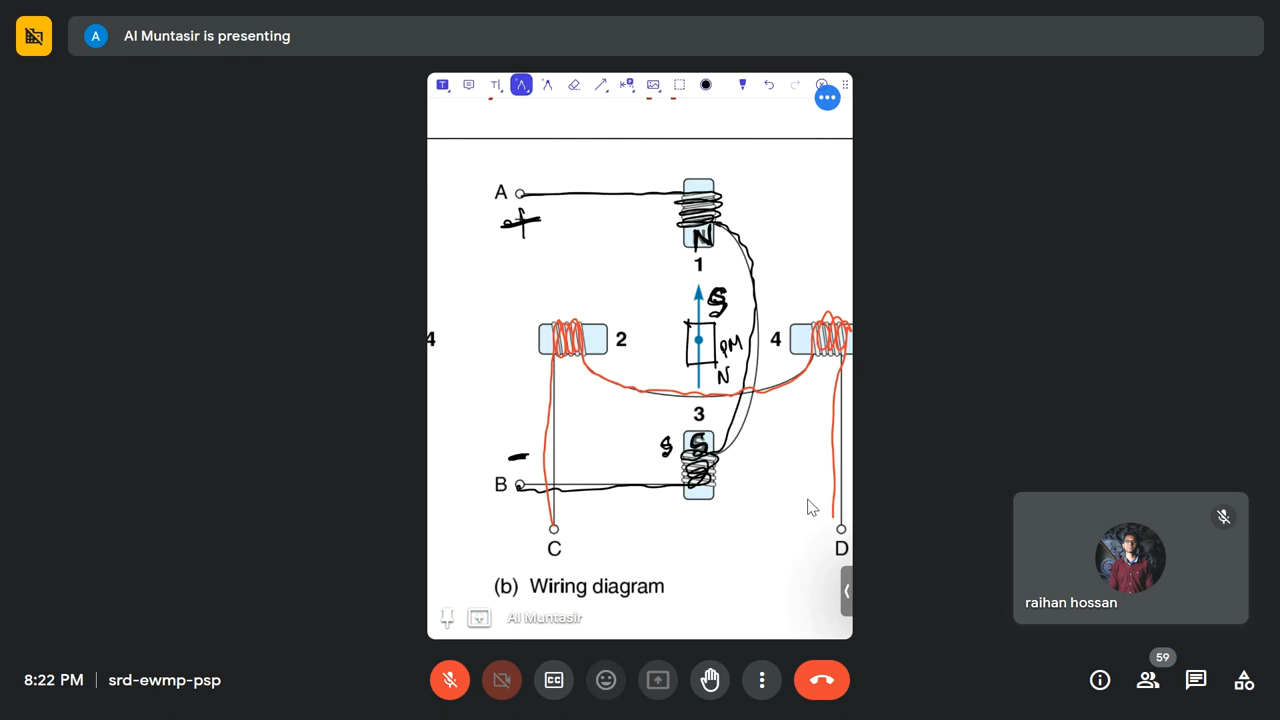 A
Al Muntasir is presenting
A
+
N
1
S
4
2
PM
4
N
3
S S
-
B
C
D
(b) Wiring diagram
Al Muntasir
raihan hossan
59
8:22 PM | srd-ewmp-psp
CC